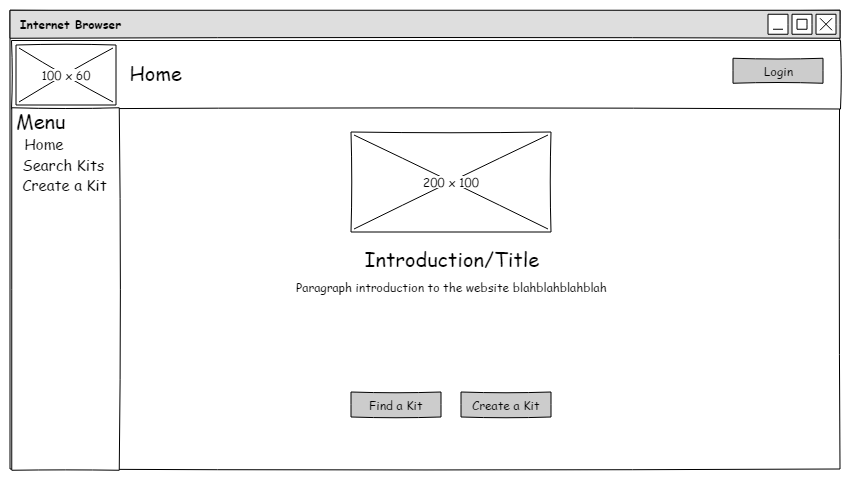 Internet Browser
100 x 60
Home
Login
Menu
Home
Search Kits
Create a Kit
200 x 100
Introduction/Title
Paragraph introduction to the website blahblahblahblah
Find a Kit
Create a Kit